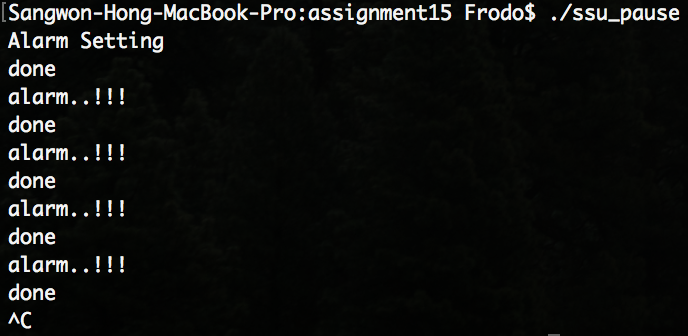 [Sangwon-Hong-MacBook-Pro:assignment15 Frodo$ ./ssu_pause
Alarm Setting
done
alarm..!!!
done
alarm..!!!
done
alarm..!!!
done
alarm..!!!
done
^C